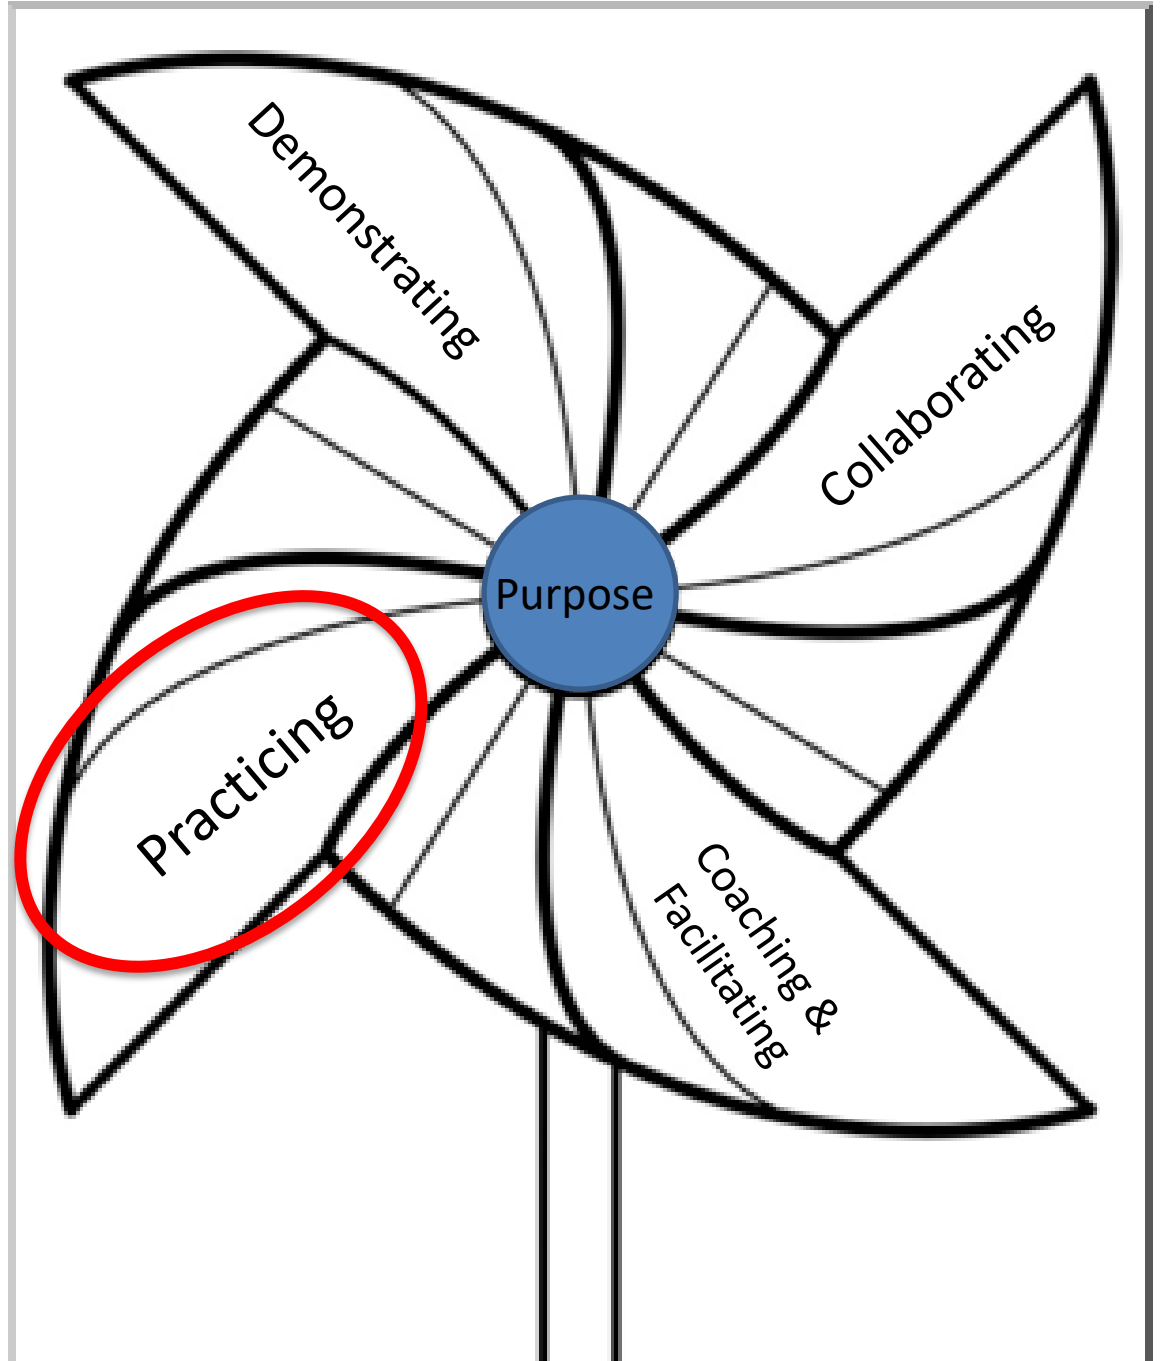 Demonstrating
Collaborating
Purpose
Practicing
Coaching &
Facilitating